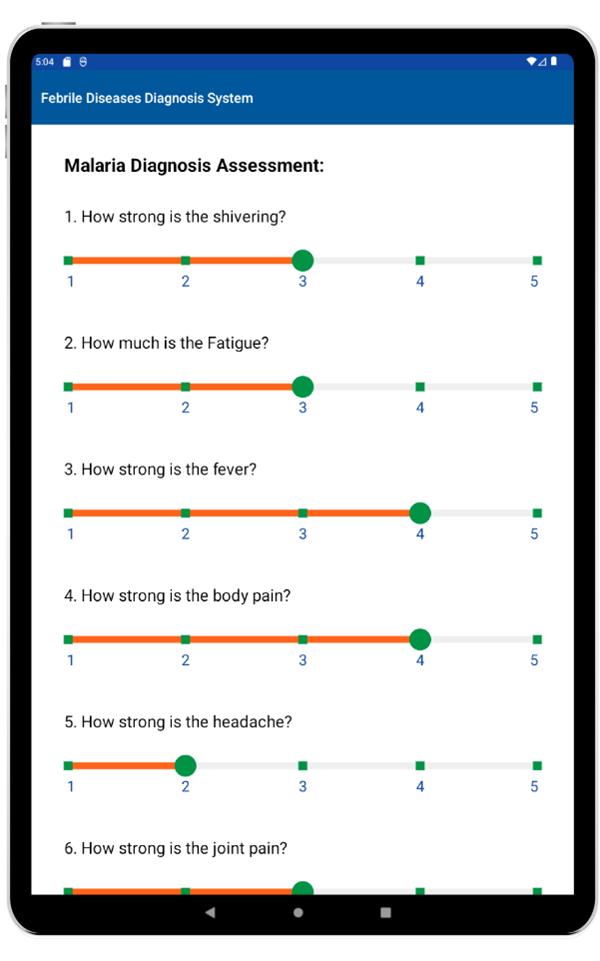 5:04
Febrile Diseases Diagnosis System
Malaria Diagnosis Assessment:
1. How strong is the shivering?
1 2 3 4 5
2. How much is the Fatigue?
1 2 3 4 5
3. How strong is the fever?
1 2 3 4 5
4. How strong is the body pain?
1 2 3 4 5
5. How strong is the headache?
1 2 3 4 5
6. How strong is the joint pain?